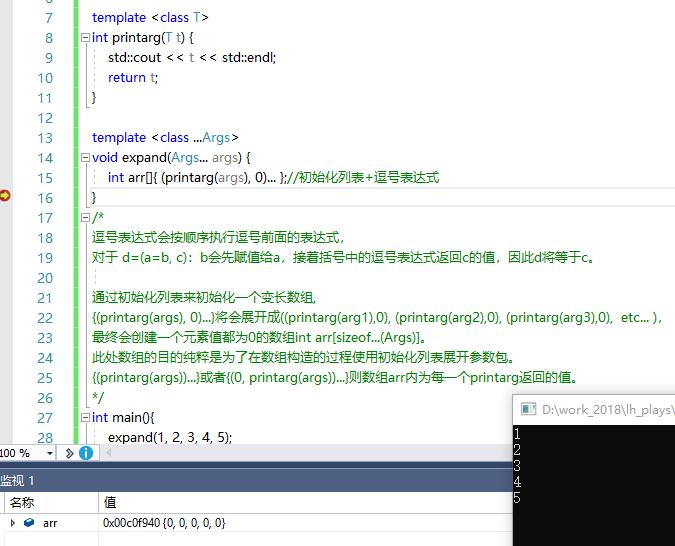 6
7 template <class T>
8 int printarg(T t) {
9 std::cout << t << std::endl;
10 return t;
11 }
12
13 template <class ...Args>
14 void expand(Args... args) {
15 int arr[]{ (printarg(args), 0)... };//初始化列表+逗号表达式
16 }
17 /*
18 逗号表达式会按顺序执行逗号前面的表达式,
19 对于 d=(a=b, c)：b会先赋值给a，接着括号中的逗号表达式返回c的值，因此d将等于c。
20
21 通过初始化列表来初始化一个变长数组,
22 {(printarg(args), 0)...}将会展开成((printarg(arg1),0), (printarg(arg2),0), (printarg(arg3),0), etc... )，
23 最终会创建一个元素值都为0的数组int arr[sizeof...(Args)]。
24 此处数组的目的纯粹是为了在数组构造的过程使用初始化列表展开参数包。
25 {(printarg(args))...}或者{(0, printarg(args))...}则数组arr内为每一个printarg返回的值。
26 */
27 int main(){
28 expand(1, 2, 3, 4, 5);
100 %
D:\work_2018\lh_plays\
1
2
3
4
5
监视 1
名称 值
arr 0x00c0f940 {0, 0, 0, 0, 0}